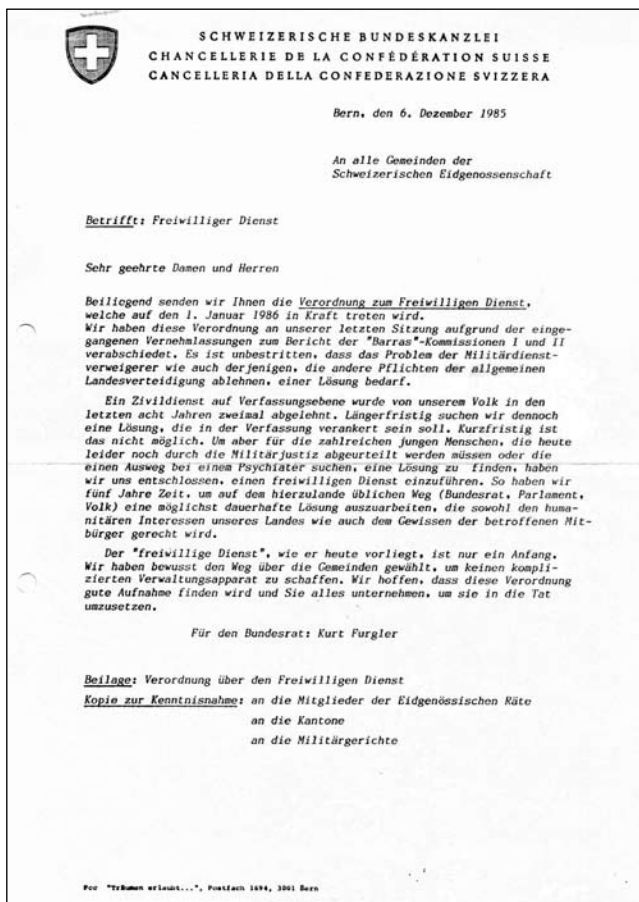 SCHWEIZERISCHE BUNDESKANZLEI
CHANCELLERIE DE LA CONFÉDÉRATION SUISSE
CANCELLERIA DELLA CONFEDERAZIONE SVIZZERA
Bern, den 6. Dezember 1985
An alle Gemeinden der
Schweizerischen Eidgenossenschaft
Betrifft: Freiwilliger Dienst
Sehr geehrte Damen und Herren
Beiliegend senden wir Ihnen die Verordnung zum Freiwilligen Dienst,
welche auf den 1. Januar 1986 in Kraft treten wird.
Wir haben diese Verordnung an unserer letzten Sitzung aufgrund der einge-
gangenen Vernehmlassungen zum Bericht der "Barras"-Kommissionen I und II
verabschiedet. Es ist unbestritten, dass das Problem der Militärdienst-
verweigerer wie auch derjenigen, die andere Pflichten der allgemeinen
Landesverteidigung ablehnen, einer Lösung bedarf.
Ein Zivildienst auf Verfassungsebene wurde von unserem Volk in den
letzten acht Jahren zweimal abgelehnt. Längerfristig suchen wir dennoch
eine Lösung, die in der Verfassung verankert sein soll. Kurzfristig ist
das nicht möglich. Um aber für die zahlreichen jungen Menschen, die heute
leider noch durch die Militärjustiz abgeurteilt werden müssen oder die
einen Ausweg bei einem Psychiater suchen, eine Lösung zu finden, haben
wir uns entschlossen, einen freiwilligen Dienst einzuführen. So haben wir
fünf Jahre Zeit, um auf dem hierzulande üblichen Weg (Bundesrat, Parlament,
Volk) eine möglichst dauerhafte Lösung auszuarbeiten, die sowohl den huma-
nitären Interessen unseres Landes wie auch dem Gewissen der betroffenen Mit-
bürger gerecht wird.
Der "freiwillige Dienst", wie er heute vorliegt, ist nur ein Anfang.
Wir haben bewusst den Weg über die Gemeinden gewählt, um keinen kompli-
zierten Verwaltungsapparat zu schaffen. Wir hoffen, dass diese Verordnung
gute Aufnahme finden wird und Sie alles unternehmen, um sie in die Tat
umzusetzen.
Für den Bundesrat: Kurt Furgler
Beilage: Verordnung über den Freiwilligen Dienst
Kopie zur Kenntnisnahme: an die Mitglieder der Eidgenössischen Räte
an die Kantone
an die Militärgerichte
"Träumen erlaubt...", Postfach 1694, 3001 Bern